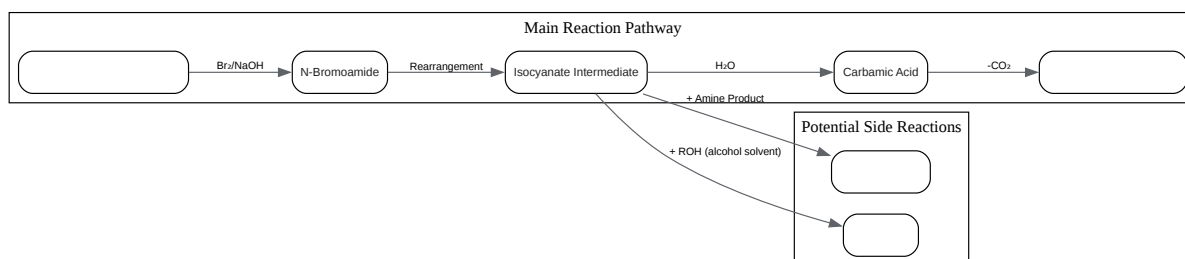 Main Reaction Pathway
Br₂/NaOH
N-Bromoamide
Rearrangement
Isocyanate Intermediate
H₂O
Carbamic Acid
-CO₂
+ Amine Product
Potential Side Reactions
+ ROH (alcohol solvent)